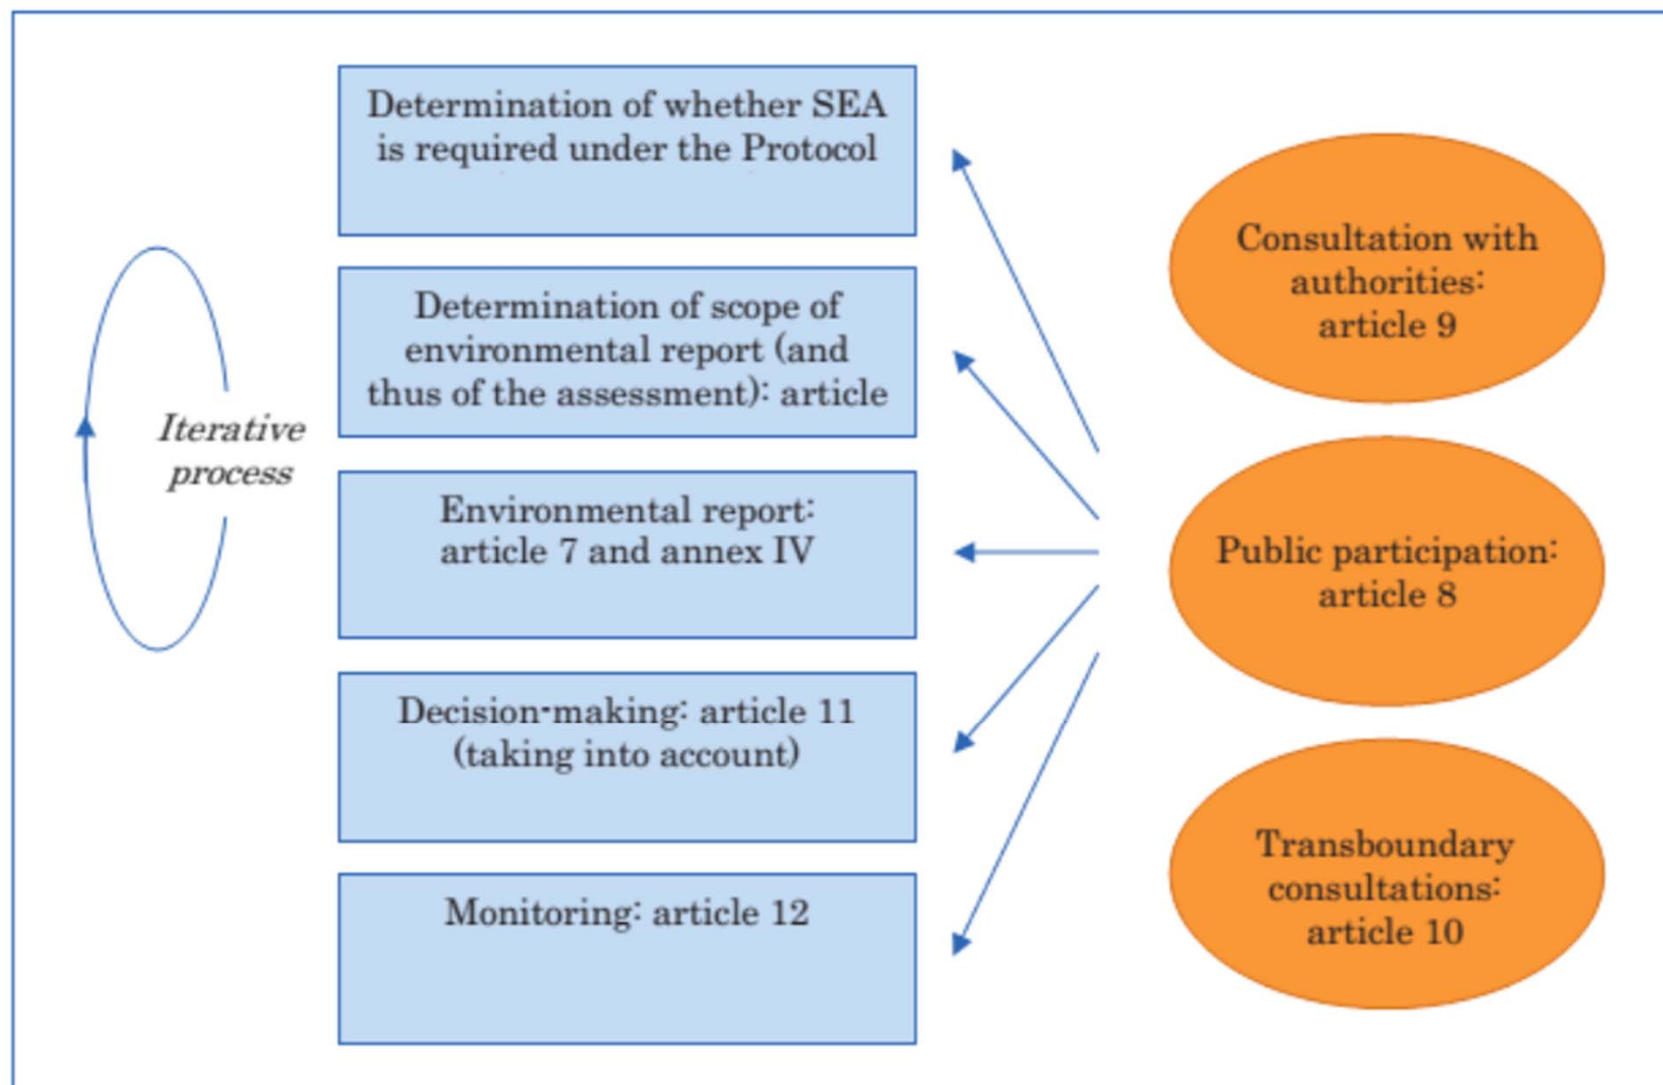 Determination of whether SEA
is required under the Protocol
Determination of scope of
environmental report (and
thus of the assessment): article
Environmental report:
article 7 and annex IV
Decision-making: article 11
(taking into account)
Monitoring: article 12
Iterative
process
Consultation with
authorities:
article 9
Public participation:
article 8
Transboundary
consultations:
article 10